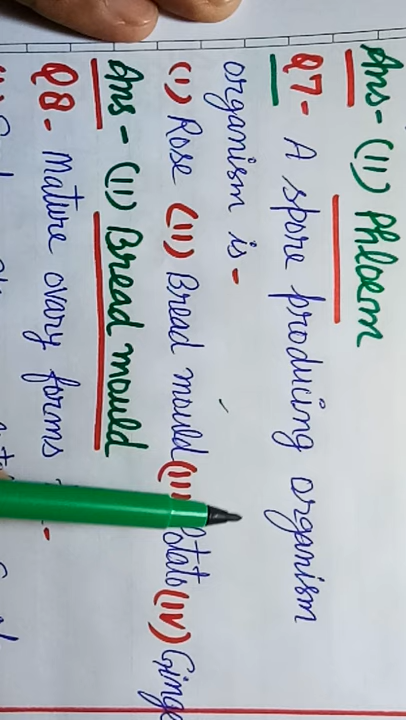 Ans- (ii) Phloem
Q7- A spore producing organism
organism is -
(i) Rose (ii) Bread mould (iii) Potato (iv)
Ans - (ii) Bread mould
Q8- Mature ovary forms